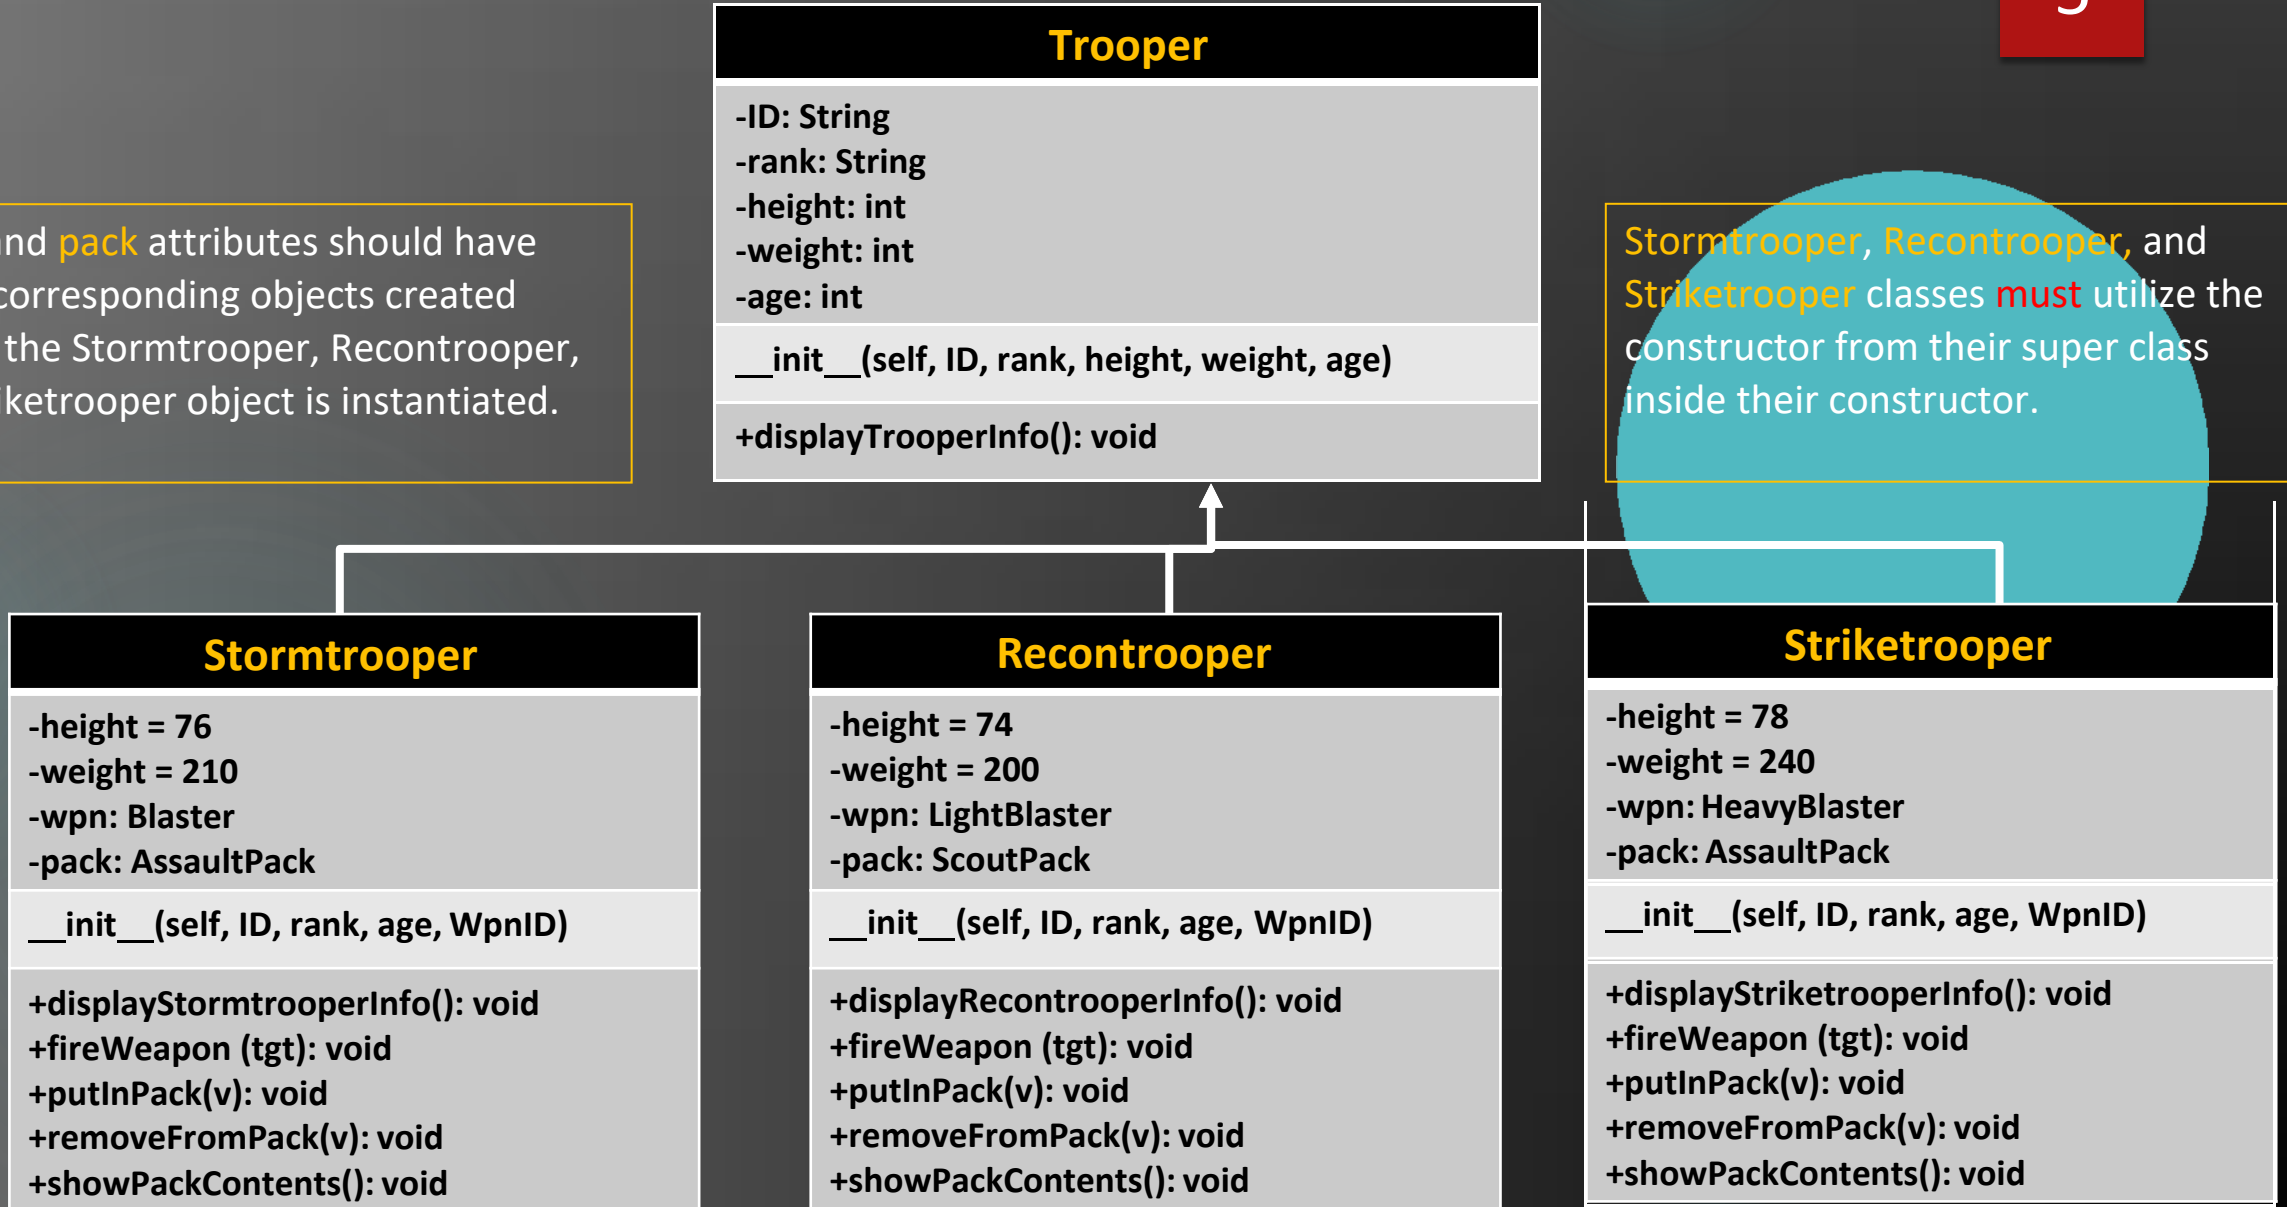 Trooper
-ID: String
-rank: String
-height: int
-weight: int
-age: int
__init__(self, ID, rank, height, weight, age)
+displayTrooperInfo(): void
and pack attributes should have
corresponding objects created
the Stormtrooper, Recontrooper,
object is instantiated.
Stormtrooper, Recontrooper, and
Striketrooper classes must utilize the
constructor from their super class
inside their constructor.
Stormtrooper
-height = 76
-weight = 210
-wpn: Blaster
-pack: AssaultPack
__init__(self, ID, rank, age, WpnID)
+displayStormtrooperInfo(): void
+fireWeapon (tgt): void
+putInPack(v): void
+removeFromPack(v): void
+showPackContents(): void
Recontrooper
-height = 74
-weight = 200
-wpn: LightBlaster
-pack: ScoutPack
__init__(self, ID, rank, age, WpnID)
+displayRecontrooperInfo(): void
+fireWeapon (tgt): void
+putInPack(v): void
+removeFromPack(v): void
+showPackContents(): void
Striketrooper
-height = 78
-weight = 240
-wpn: HeavyBlaster
-pack: AssaultPack
__init__(self, ID, rank, age, WpnID)
+displayStriketrooperInfo(): void
+fireWeapon (tgt): void
+putInPack(v): void
+removeFromPack(v): void
+showPackContents(): void